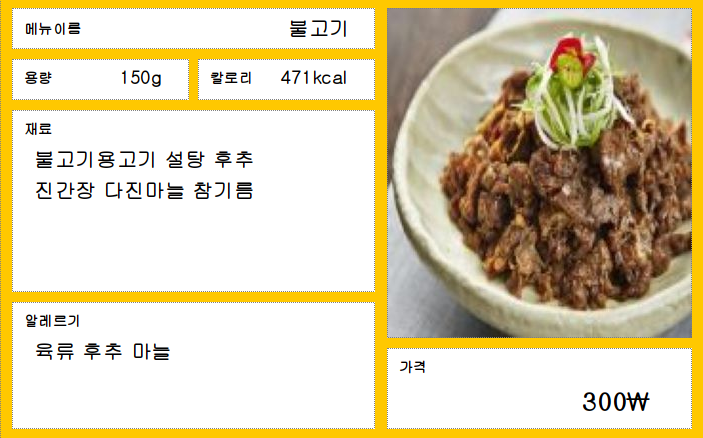 메뉴이름
불고기
용량
150g
칼로리
471kcal
재료
불고기용고기 설탕 후추
진간장 다진마늘 참기름
알레르기
육류 후추 마늘
가격
300₩